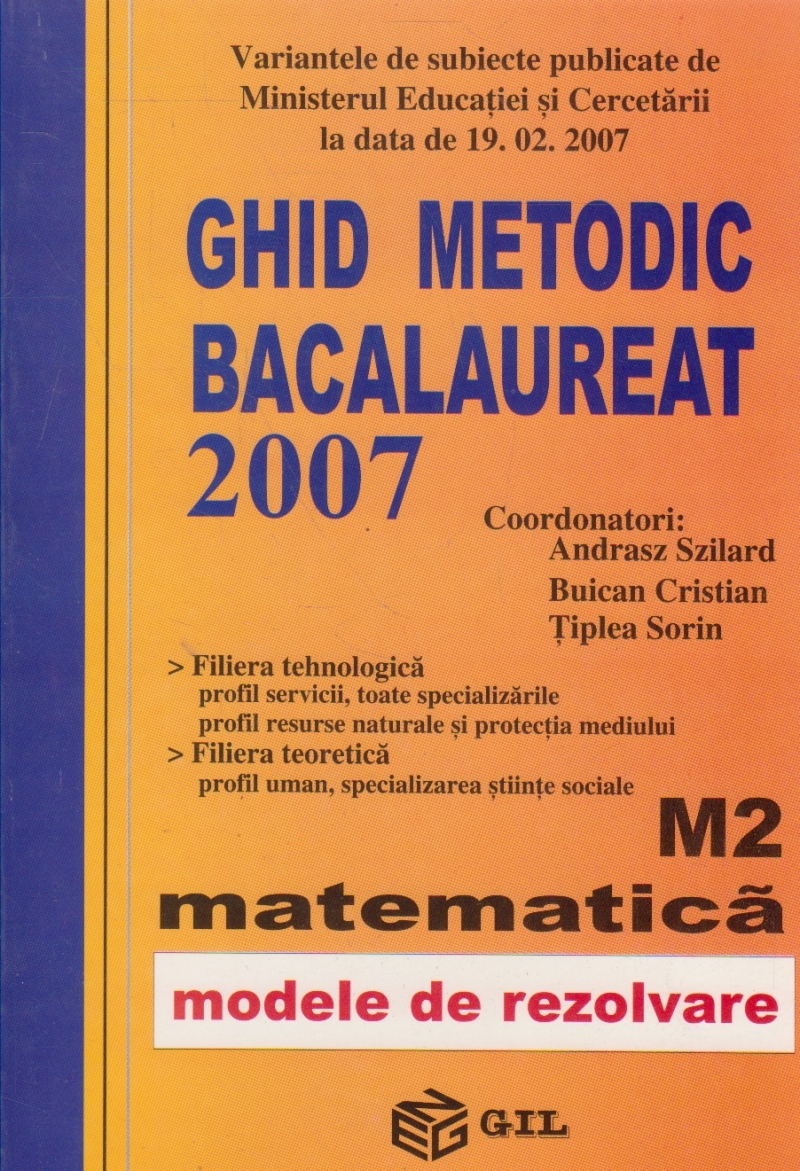 Variantele de subiecte publicate de
Ministerul Educației și Cercetării
la data de 19. 02. 2007
GHID METODIC
BACALAUREAT
2007
Coordonatori:
Andrasz Szilard
Buican Cristian
Țiplea Sorin
> Filiera tehnologică
profil servicii, toate specializările
profil resurse naturale și protecția mediului
> Filiera teoretică
profil uman, specializarea științe sociale
M2
matematică
modele de rezolvare
GIL